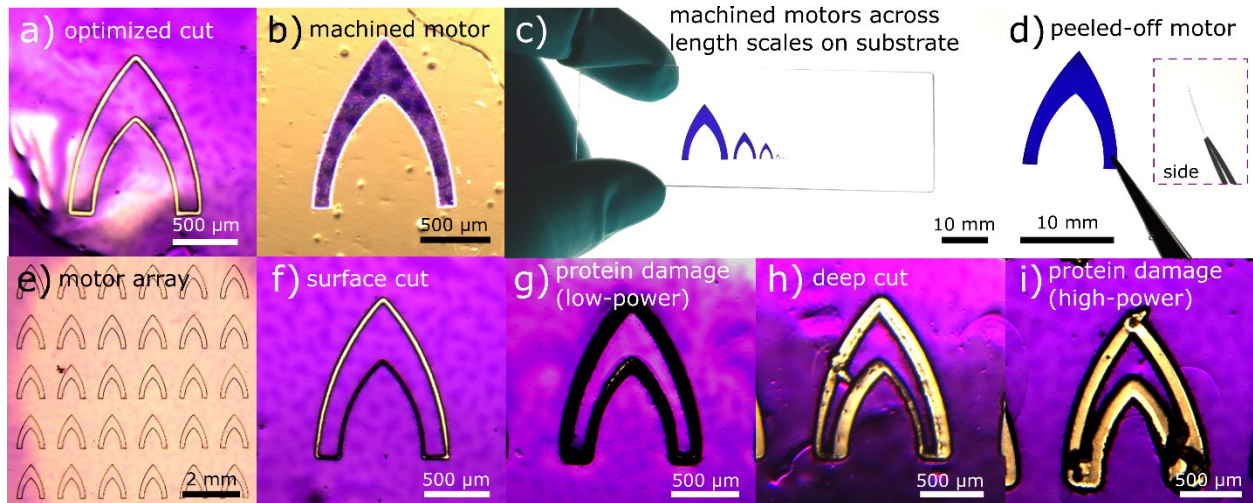 a) optimized cut
500 µm
b) machined motor
500 µm
c) machined motors across
length scales on substrate
10 mm
d) peeled-off motor
side
10 mm
e) motor array
2 mm
f) surface cut
500 µm
g) protein damage
(low-power)
500 µm
h) deep cut
500 µm
i) protein damage
(high-power)
500 µm